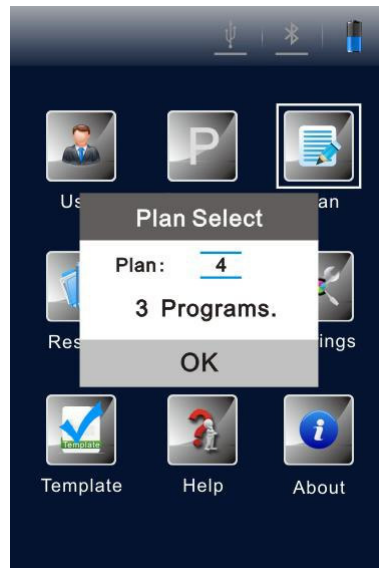 P
Us
an
Plan Select
Plan: 4
3 Programs.
Res
ings
OK
Template
Template
Help
About